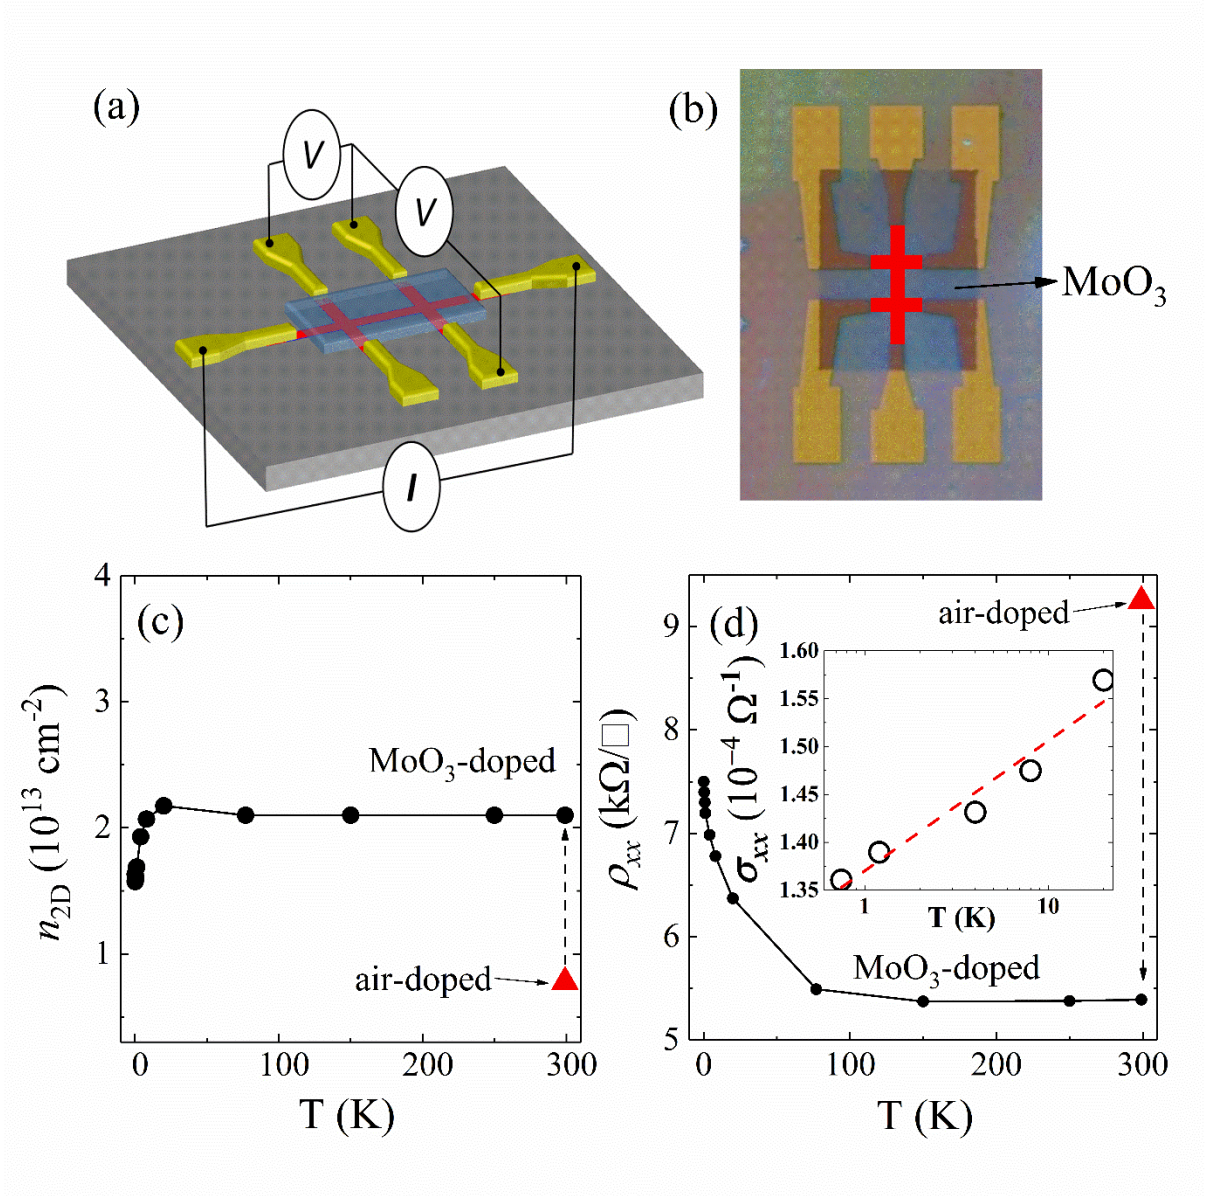 (a)
V
V
I
(b)
MoO₃
(c)
4
3
2
1
n₂D (10¹³ cm⁻²)
MoO₃-doped
air-doped
0
100
200
300
T (K)
(d)
9
8
7
6
5
ρxx (kΩ/□)
air-doped
MoO₃-doped
0
100
200
300
T (K)
1.60
1.55
1.50
1.45
1.40
1.35
σxx (10⁻⁴ Ω⁻¹)
1
10
T (K)